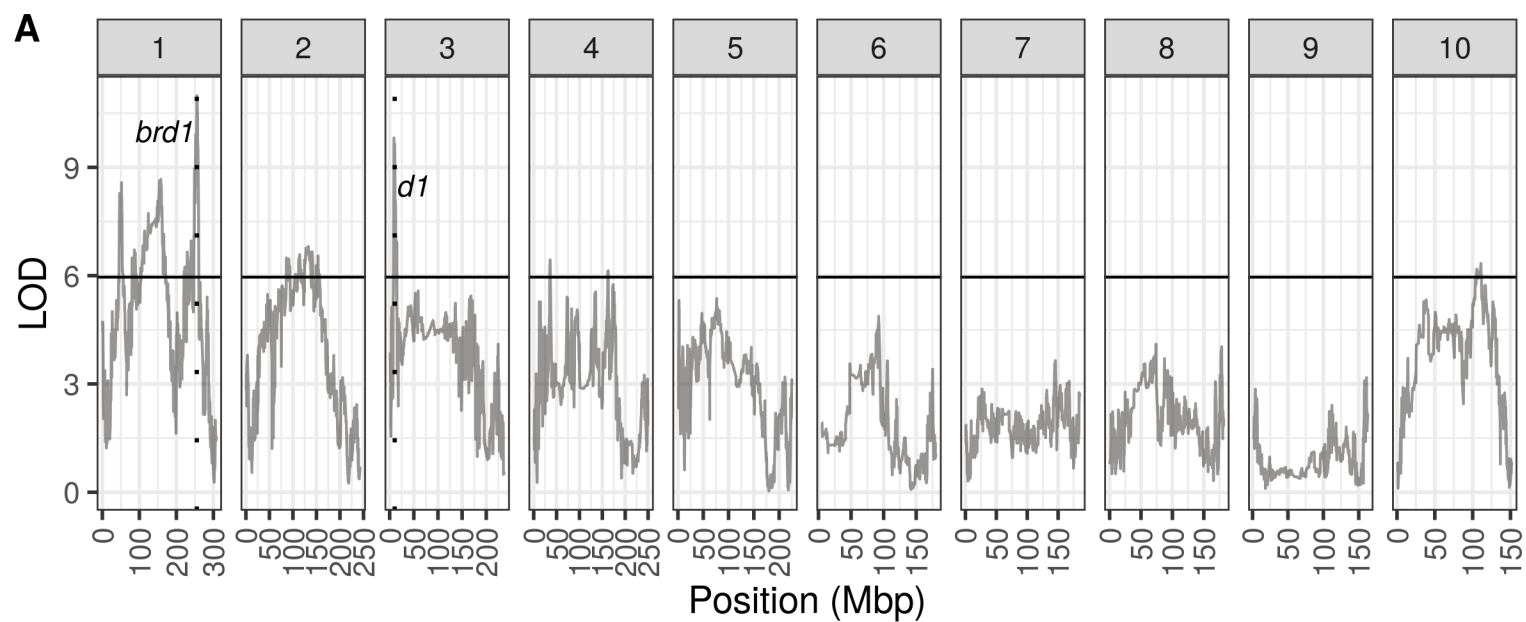 A
1 2 3 4 5 6 7 8 9 10
brd1
d1
LOD
9
6
3
0
0 100 200 300
0 50 100 150 200 250
0 50 100 150 200
0 50 100 150 200 250
0 50 100 150 200
0 50 100 150
0 50 100 150
0 50 100 150
0 50 100 150
0 50 100 150
Position (Mbp)